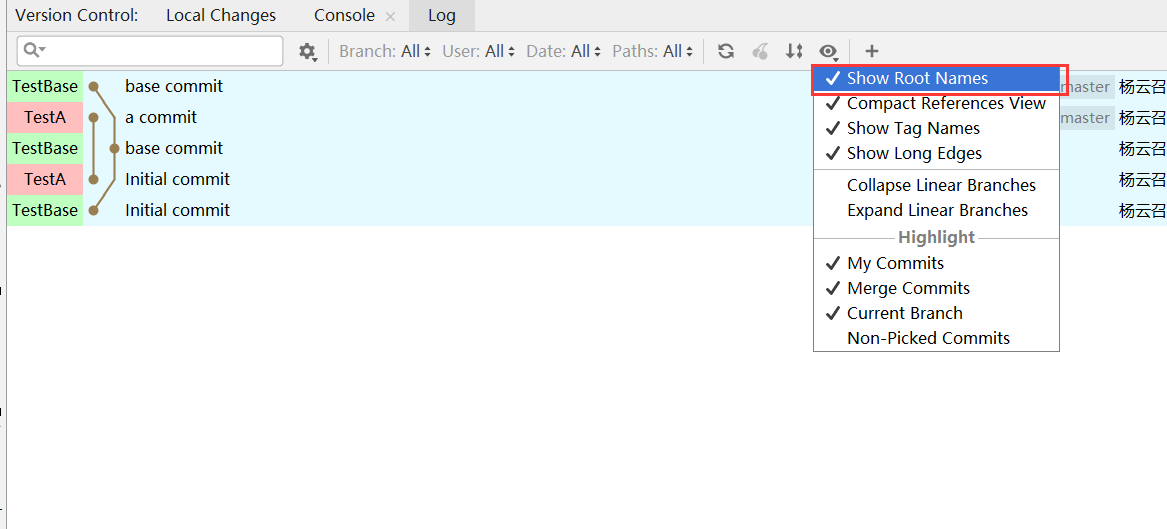 Version Control: Local Changes Console Log
Branch: All User: All Date: All Paths: All
TestBase base commit master 杨云召
TestA a commit master 杨云召
TestBase base commit 杨云召
TestA Initial commit 杨云召
TestBase Initial commit 杨云召
Show Root Names
Compact References View
Show Tag Names
Show Long Edges
Collapse Linear Branches
Expand Linear Branches
Highlight
My Commits
Merge Commits
Current Branch
Non-Picked Commits